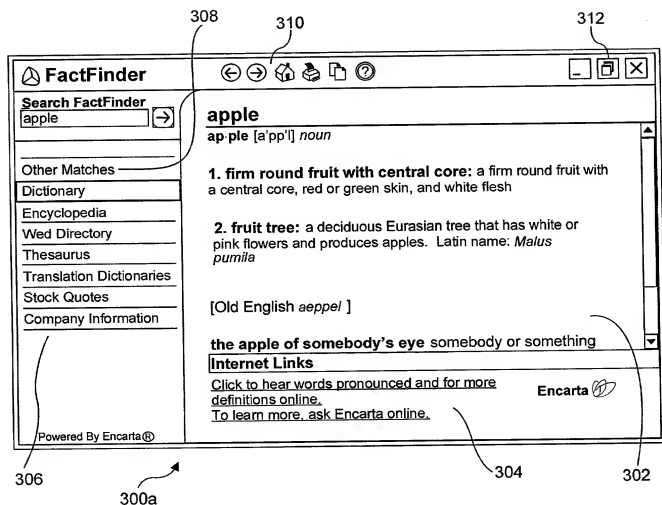 308
310
312
FactFinder
Search FactFinder
apple
Other Matches
Dictionary
Encyclopedia
Wed Directory
Thesaurus
Translation Dictionaries
Stock Quotes
Company Information
Powered By Encarta®
apple
ap·ple [a'pp'l] noun
1. firm round fruit with central core: a firm round fruit with
a central core, red or green skin, and white flesh
2. fruit tree: a deciduous Eurasian tree that has white or
pink flowers and produces apples. Latin name: Malus
pumila
[Old English aeppel ]
the apple of somebody's eye somebody or something
Internet Links
Click to hear words pronounced and for more
definitions online.
To learn more, ask Encarta online.
Encarta
306
300a
304
302